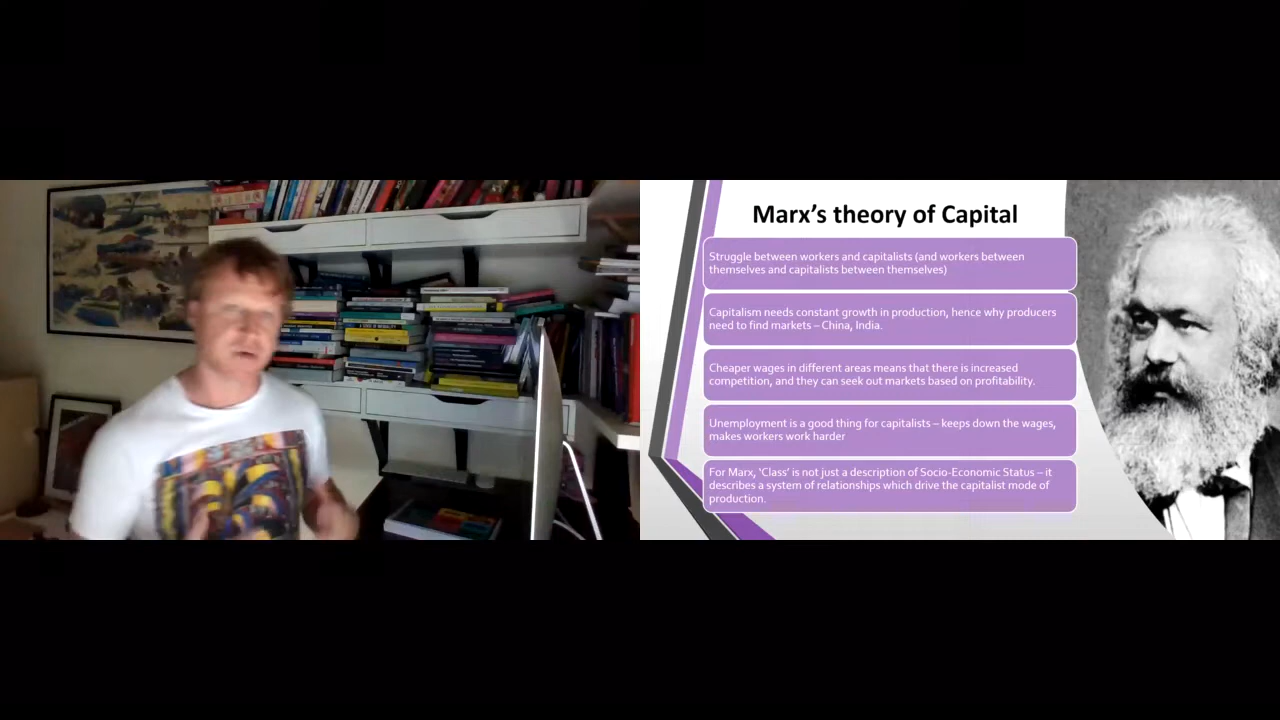 Marx's theory of Capital
Struggle between workers and capitalists (and workers between
themselves and capitalists between themselves)
Capitalism needs constant growth in production, hence why producers
need to find markets – China, India.
Cheaper wages in different areas means that there is increased
competition, and they can seek out markets based on profitability.
Unemployment is a good thing for capitalists – keeps down the wages,
makes workers work harder
For Marx, 'Class' is not just a description of Socio-Economic Status – it
describes a system of relationships which drive the capitalist mode of
production.